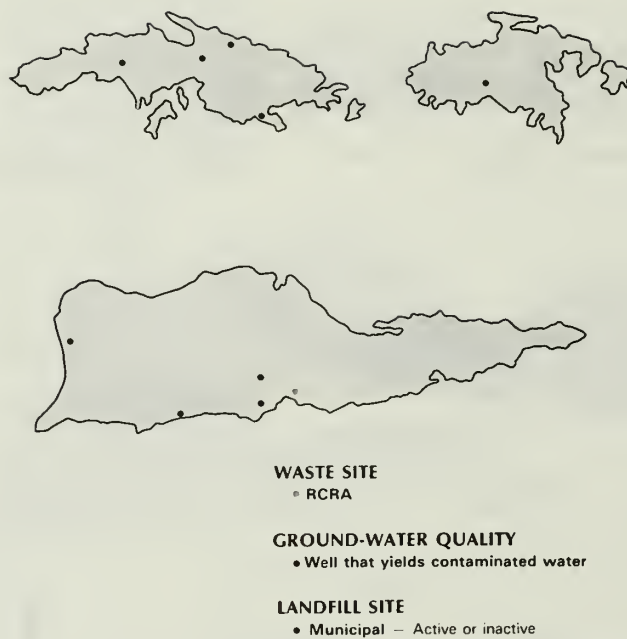 WASTE SITE
RCRA
GROUND-WATER QUALITY
Well that yields contaminated water
LANDFILL SITE
Municipal – Active or inactive